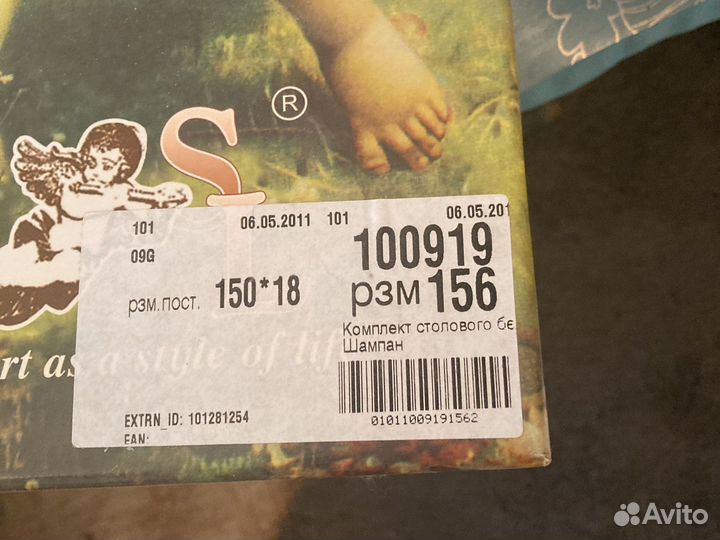 S
®
101 06.05.2011 101 06.05.201
09G 100919
рзм.пост. 150*18 рзм 156
Комплект столового бе
Шампан
01011009191562
EXTRN_ID: 101281254
EAN:
rt as a style of lif
Avito